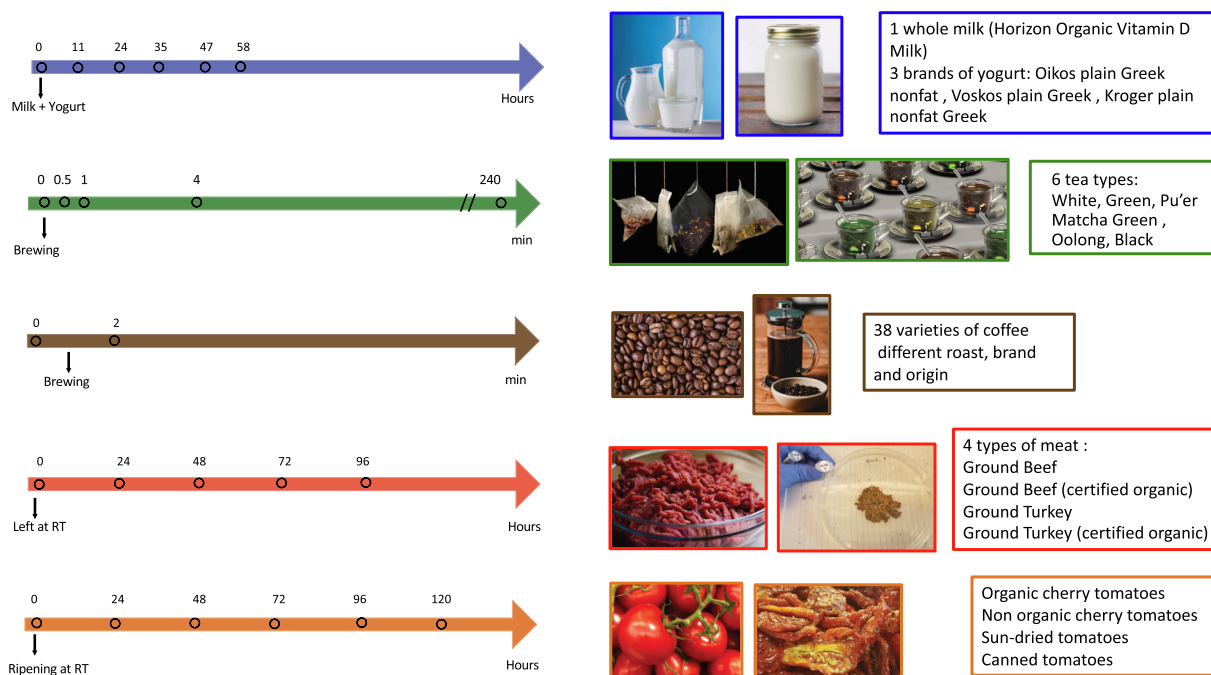 0 11 24 35 47 58
Milk + Yogurt
Hours
1 whole milk (Horizon Organic Vitamin D
Milk)
3 brands of yogurt: Oikos plain Greek
nonfat , Voskos plain Greek , Kroger plain
nonfat Greek
0 0.5 1 4 240
//
Brewing
min
6 tea types:
White, Green, Pu’er
Matcha Green ,
Oolong, Black
0 2
Brewing
min
38 varieties of coffee
different roast, brand
and origin
0 24 48 72 96
Left at RT
Hours
4 types of meat :
Ground Beef
Ground Beef (certified organic)
Ground Turkey
Ground Turkey (certified organic)
0 24 48 72 96 120
Ripening at RT
Hours
Organic cherry tomatoes
Non organic cherry tomatoes
Sun-dried tomatoes
Canned tomatoes